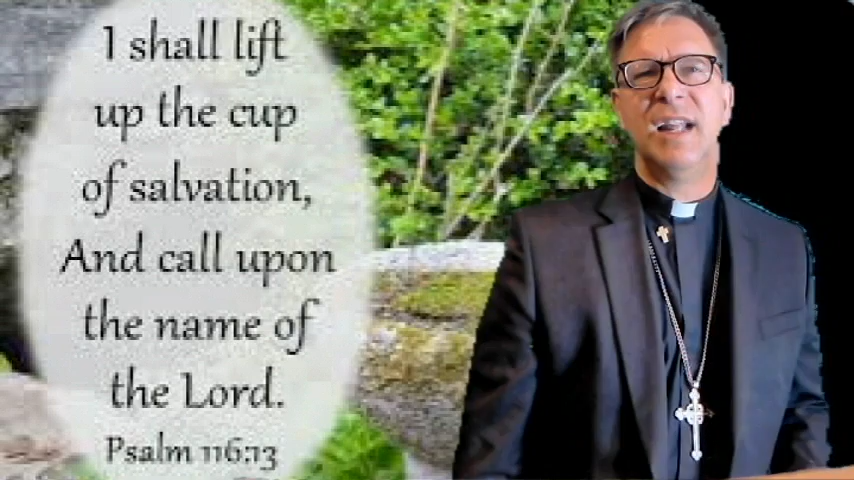 I shall lift
up the cup
of salvation,
And call upon
the name of
the Lord.
Psalm 116:13